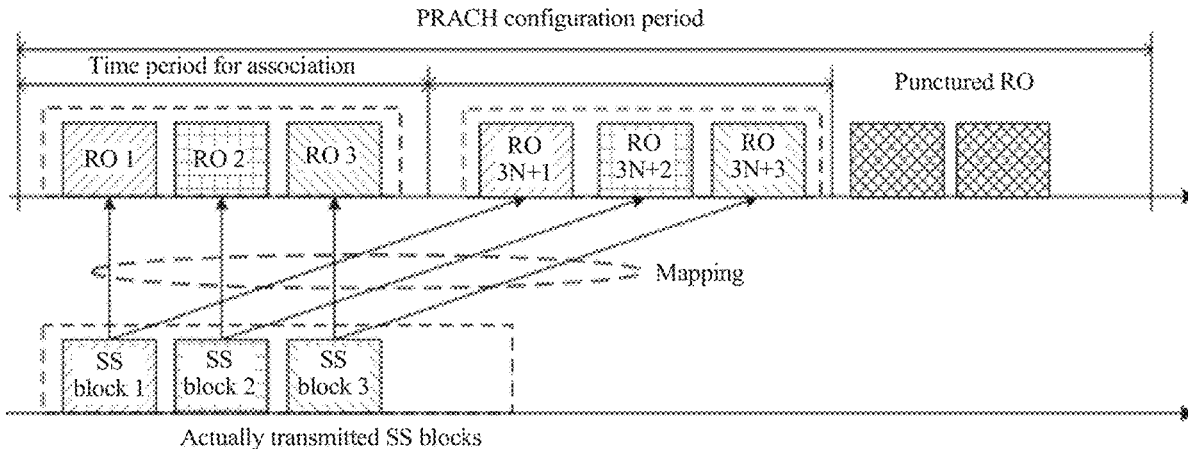 PRACH configuration period
Time period for association
Punctured RO
RO 1
RO 2
RO 3
RO
3N+1
RO
3N+2
RO
3N+3
Mapping
SS
block 1
SS
block 2
SS
block 3
Actually transmitted SS blocks